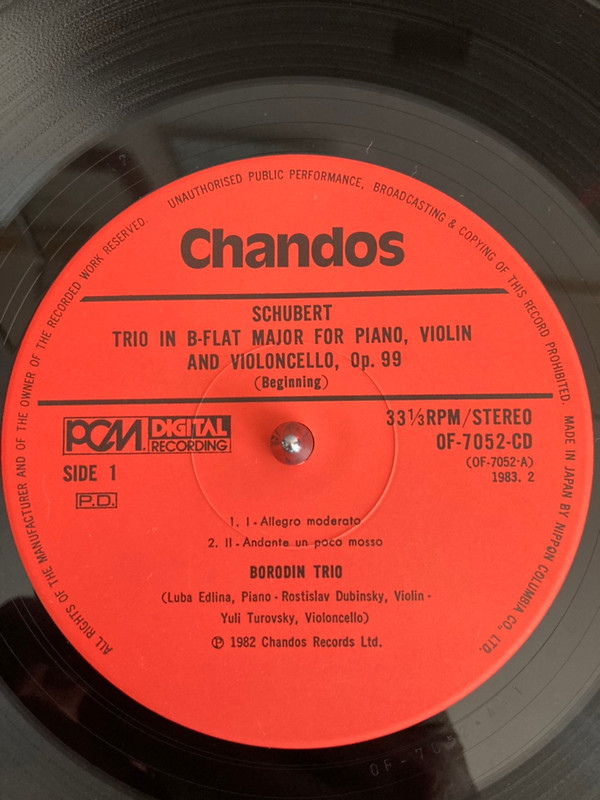 ALL RIGHTS OF THE MANUFACTURER AND OF THE OWNER OF THE RECORDED WORK RESERVED. UNAUTHORISED PUBLIC PERFORMANCE, BROADCASTING & COPYING OF THIS RECORD PROHIBITED. MADE IN JAPAN BY NIPPON COLUMBIA CO., LTD.
Chandos
SCHUBERT
TRIO IN B-FLAT MAJOR FOR PIANO, VIOLIN
AND VIOLONCELLO, Op. 99
(Beginning)
PCM. DIGITAL
RECORDING
33⅓RPM/STEREO
OF-7052-CD
(OF-7052-A)
1983. 2
SIDE 1
P.D.
1. I - Allegro moderato
2. II - Andante un poco mosso
BORODIN TRIO
(Luba Edlina, Piano - Rostislav Dubinsky, Violin -
Yuli Turovsky, Violoncello)
℗ 1982 Chandos Records Ltd.